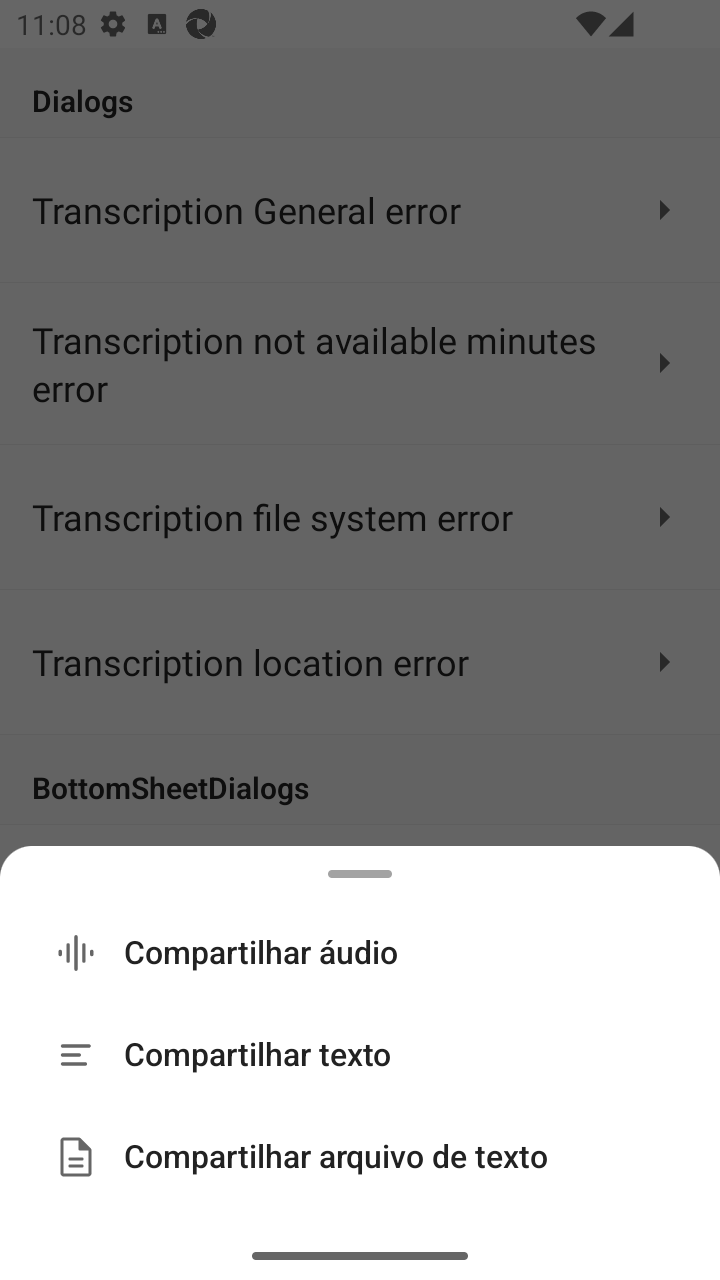 11:08
Dialogs
Transcription General error
Transcription not available minutes
error
Transcription file system error
Transcription location error
BottomSheetDialogs
Compartilhar áudio
Compartilhar texto
Compartilhar arquivo de texto